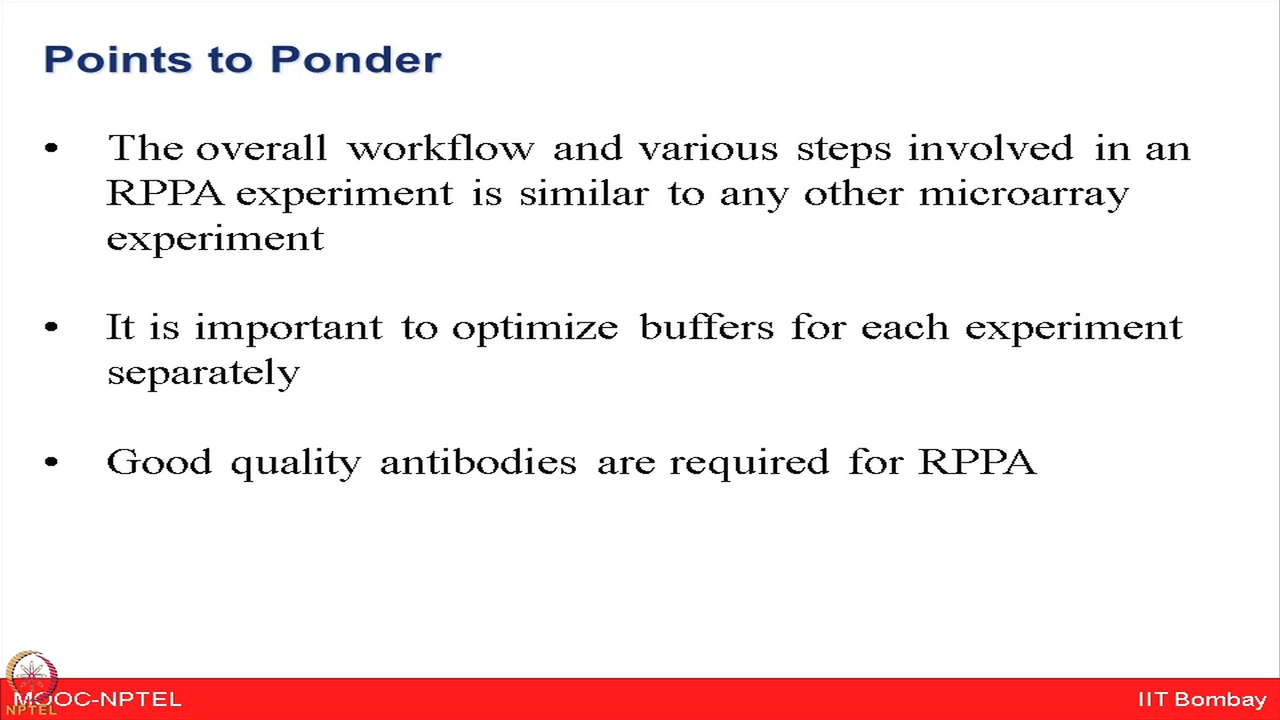 Points to Ponder
• The overall workflow and various steps involved in an
RPPA experiment is similar to any other microarray
experiment
• It is important to optimize buffers for each experiment
separately
• Good quality antibodies are required for RPPA
MOOC-NPTEL
NPTEL
IIT Bombay